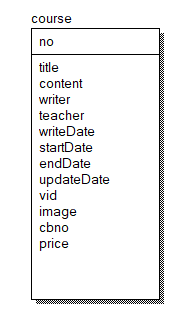 course
no
title
content
writer
teacher
writeDate
startDate
endDate
updateDate
vid
image
cbno
price